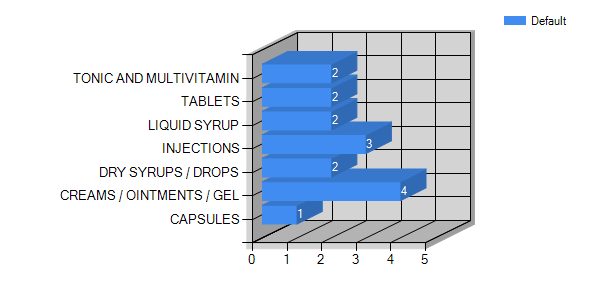 Default
TONIC AND MULTIVITAMIN 2
TABLETS 2
LIQUID SYRUP 2
INJECTIONS 3
DRY SYRUPS / DROPS 2
CREAMS / OINTMENTS / GEL 4
CAPSULES 1
0 1 2 3 4 5